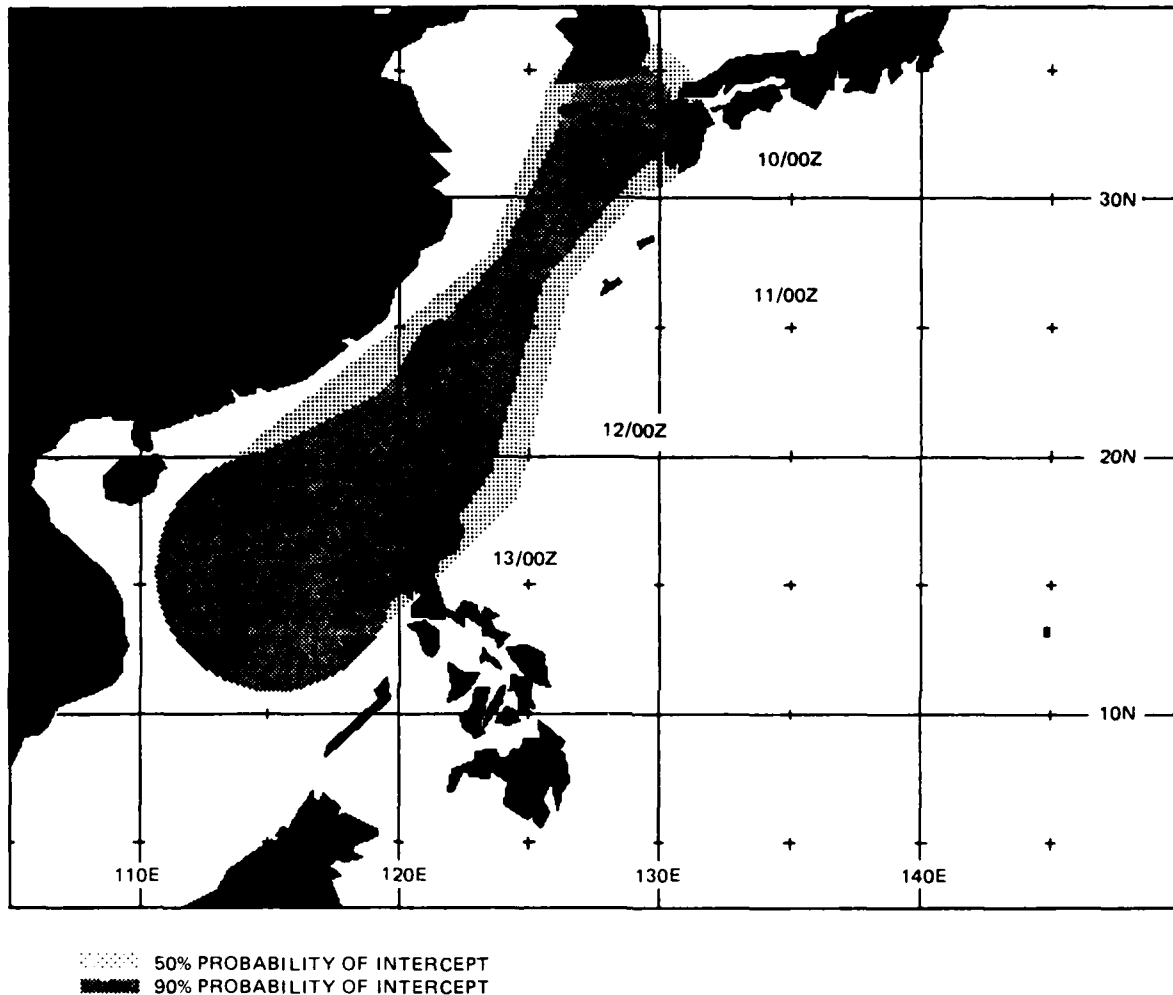 10/00Z
30N
11/00Z
12/00Z
20N
13/00Z
10N
110E 120E 130E 140E
50% PROBABILITY OF INTERCEPT
90% PROBABILITY OF INTERCEPT